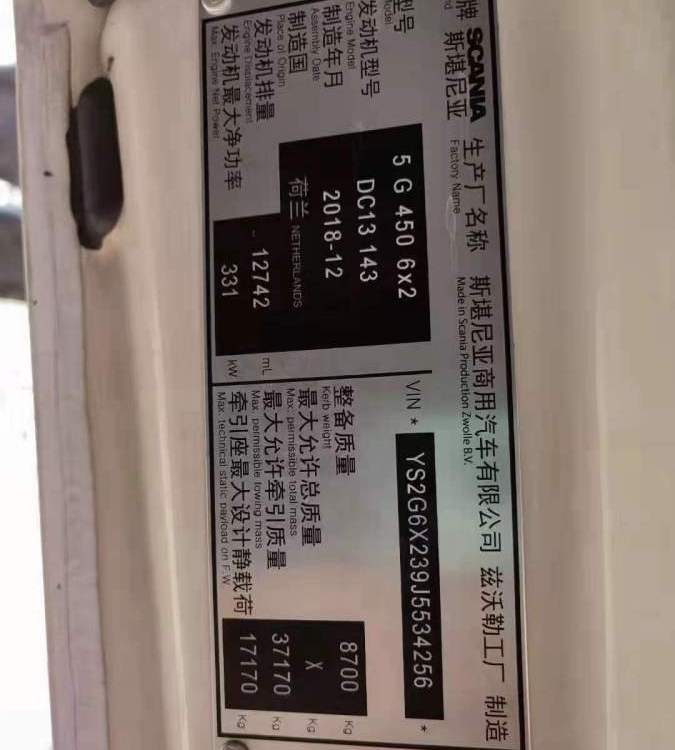 牌 SCANIA
斯堪尼亚
生产厂名称 斯堪尼亚商用汽车有限公司 兹沃勒工厂 制造
Factory Name Made in Scania Production Zwolle B.V.
型号 5 G 450 6x2
Model
发动机型号 DC13 143
Engine Model
制造年月 2018-12
Assembly Date
制造国 荷兰 NETHERLANDS
Place of Origin
发动机排量 12742 mL
Engine Displacement
发动机最大净功率 331 kW
Max. Engine Net Power
VIN * YS2G6X239J5534256 *
整备质量 8700 Kg
Kerb weight
最大允许总质量 X Kg
Max. permissible total mass
最大允许牵引质量 37170 Kg
Max. permissible towing mass
牵引座最大设计静载荷 17170 Kg
Max. technical static payload on F.W